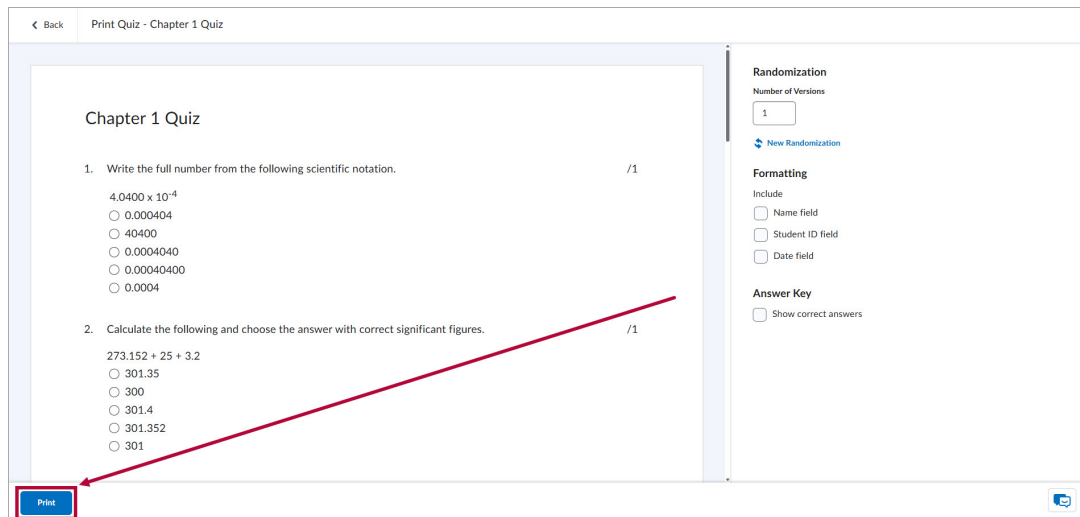 Back
Print Quiz - Chapter 1 Quiz
Chapter 1 Quiz
1. Write the full number from the following scientific notation. /1
4.0400 x 10⁻⁴
0.000404
40400
0.0004040
0.00040400
0.0004
2. Calculate the following and choose the answer with correct significant figures. /1
273.152 + 25 + 3.2
301.35
300
301.4
301.352
301
Print
Randomization
Number of Versions
1
New Randomization
Formatting
Include
Name field
Student ID field
Date field
Answer Key
Show correct answers